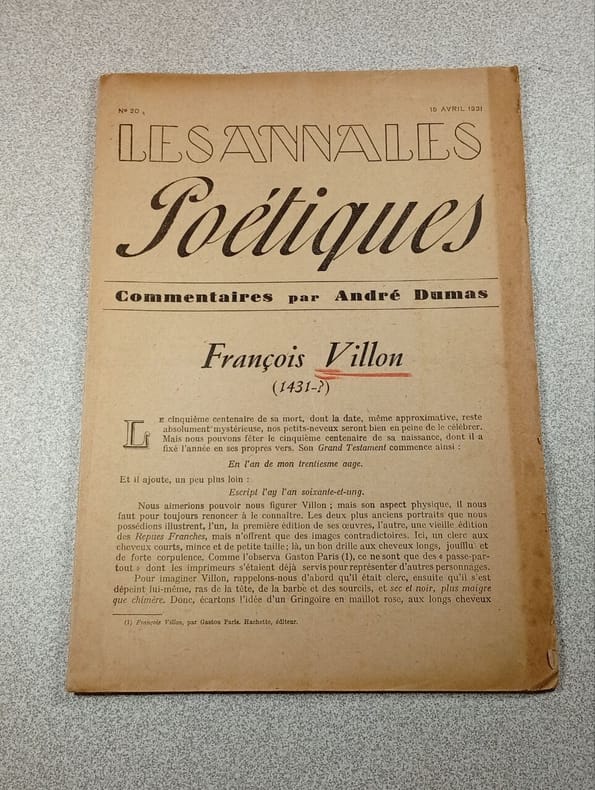 Nº 20
15 AVRIL 1931
LES ANNALES
Poétiques
Commentaires par André Dumas
François Villon
(1431-?)
LE cinquième centenaire de sa mort, dont la date, même approximative, reste
absolument mystérieuse, nos petits-neveux seront bien en peine de le célébrer.
Mais nous pouvons fêter le cinquième centenaire de sa naissance, dont il a
fixé l'année en ses propres vers. Son Grand Testament commence ainsi :
En l'an de mon trentiesme aage.
Et il ajoute, un peu plus loin :
Escript l'ay l'an soixante-et-ung.
Nous aimerions pouvoir nous figurer Villon ; mais son aspect physique, il nous
faut pour toujours renoncer à le connaître. Les deux plus anciens portraits que nous
possédions illustrent, l'un, la première édition de ses œuvres, l'autre, une vieille édition
des Repues Franches, mais n'offrent que des images contradictoires. Ici, un clerc aux
cheveux courts, mince et de petite taille ; là, un bon drille aux cheveux longs, joufflu et
de forte corpulence. Comme l'observa Gaston Paris (1), ce ne sont que des « passe-par-
tout » dont les imprimeurs s'étaient déjà servis pour représenter d'autres personnages.
Pour imaginer Villon, rappelons-nous d'abord qu'il était clerc, ensuite qu'il s'est
dépeint lui-même, ras de la tête, de la barbe et des sourcils, et sec et noir, plus maigre
que chimère. Donc, écartons l'idée d'un Gringoire en maillot rose, aux longs cheveux
(1) François Villon, par Gaston Paris. Hachette, éditeur.